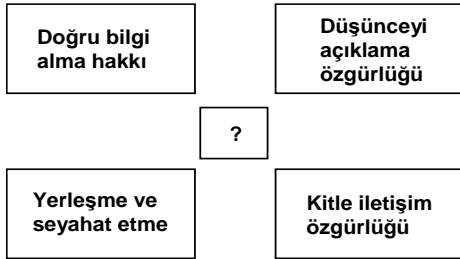 Doğru bilgi
alma hakkı
Düşünceyi
açıklama
özgürlüğü
?
Yerleşme ve
seyahat etme
Kitle iletişim
özgürlüğü